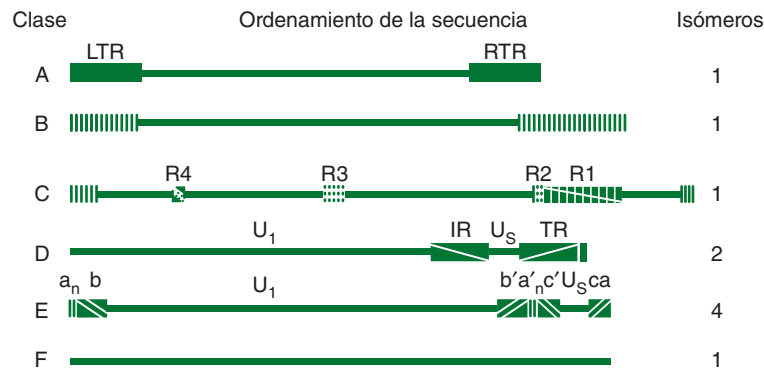 Clase Ordenamiento de la secuencia Isómeros
LTR RTR
A 1
B 1
R4 R3 R2 R1
C 1
U1 IR US TR
D 2
an b U1 b′a′nc′USca
E 4
F 1